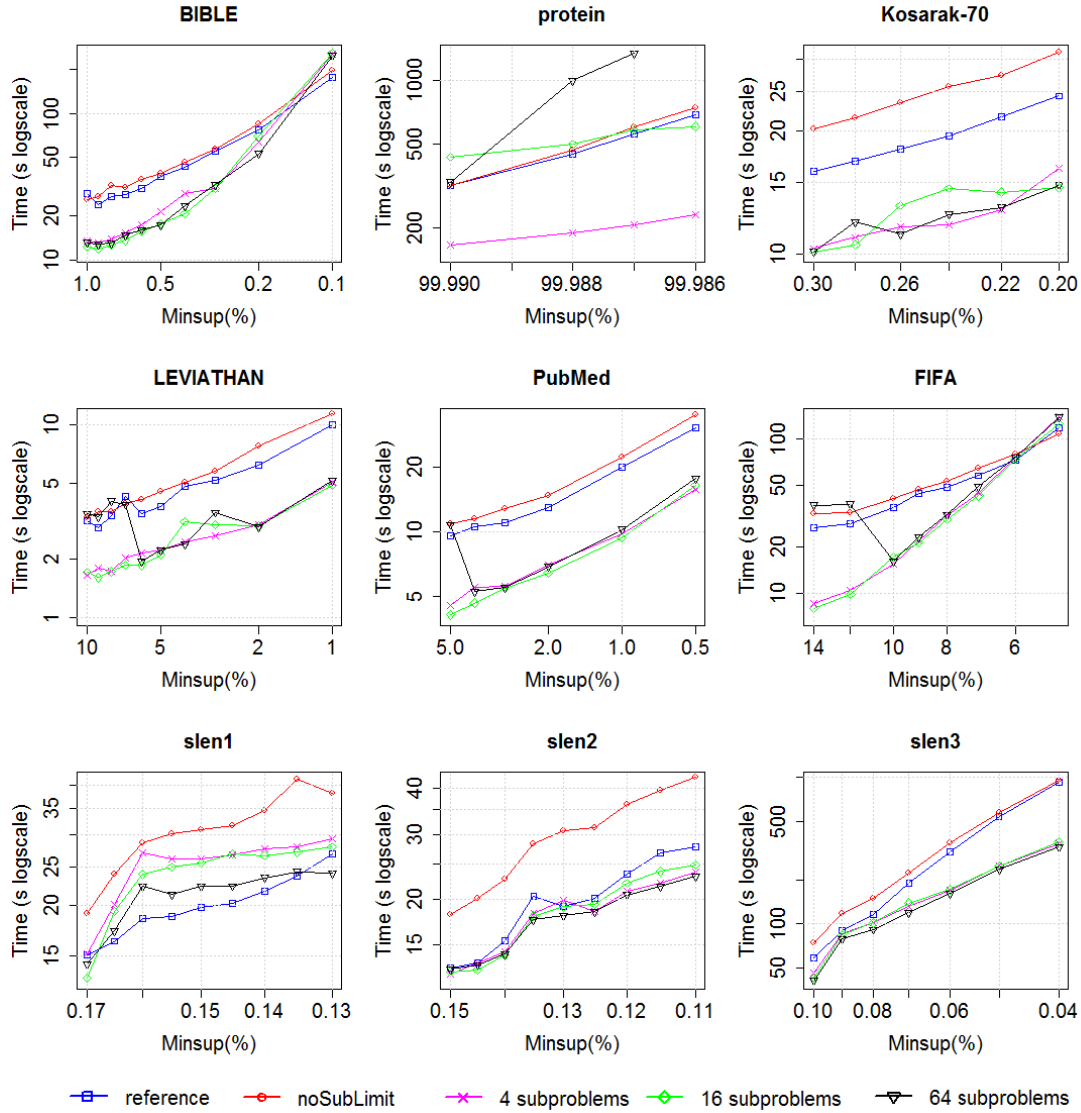 BIBLE
Time (s logscale)
10 20 50 100
1.0 0.5 0.2 0.1
Minsup(%)
protein
Time (s logscale)
200 500 1000
99.990 99.988 99.986
Minsup(%)
Kosarak-70
Time (s logscale)
10 15 20 25
0.30 0.26 0.22 0.20
Minsup(%)
LEVIATHAN
Time (s logscale)
1 2 5 10
10 5 2 1
Minsup(%)
PubMed
Time (s logscale)
5 10 20
5.0 2.0 1.0 0.5
Minsup(%)
FIFA
Time (s logscale)
10 20 50 100
14 10 8 6
Minsup(%)
slen1
Time (s logscale)
15 20 25 35
0.17 0.15 0.14 0.13
Minsup(%)
slen2
Time (s logscale)
15 20 30 40
0.15 0.13 0.12 0.11
Minsup(%)
slen3
Time (s logscale)
50 100 500
0.10 0.08 0.06 0.04
Minsup(%)
reference noSubLimit 4 subproblems 16 subproblems 64 subproblems